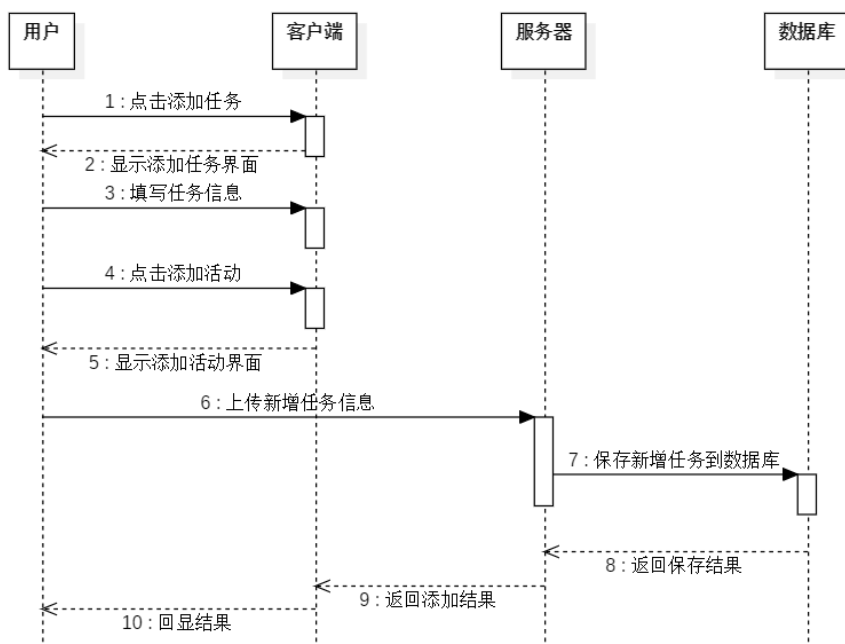 用户
客户端
服务器
数据库
1 : 点击添加任务
2 : 显示添加任务界面
3 : 填写任务信息
4 : 点击添加活动
5 : 显示添加活动界面
6 : 上传新增任务信息
7 : 保存新增任务到数据库
8 : 返回保存结果
9 : 返回添加结果
10 : 回显结果